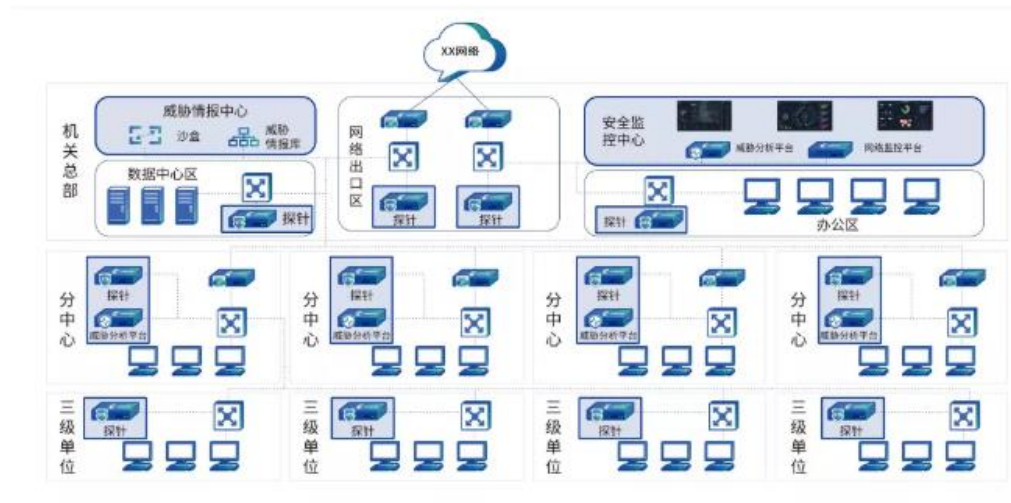 XX网络
机关总部
威胁情报中心
沙盒
威胁
情报库
数据中心区
探针
网络出口区
探针
探针
安全监
控中心
威胁分析平台
网络监控平台
探针
办公区
分中心
探针
威胁分析平台
分中心
探针
威胁分析平台
分中心
探针
威胁分析平台
分中心
探针
威胁分析平台
三级单位
探针
三级单位
探针
三级单位
探针
三级单位
探针